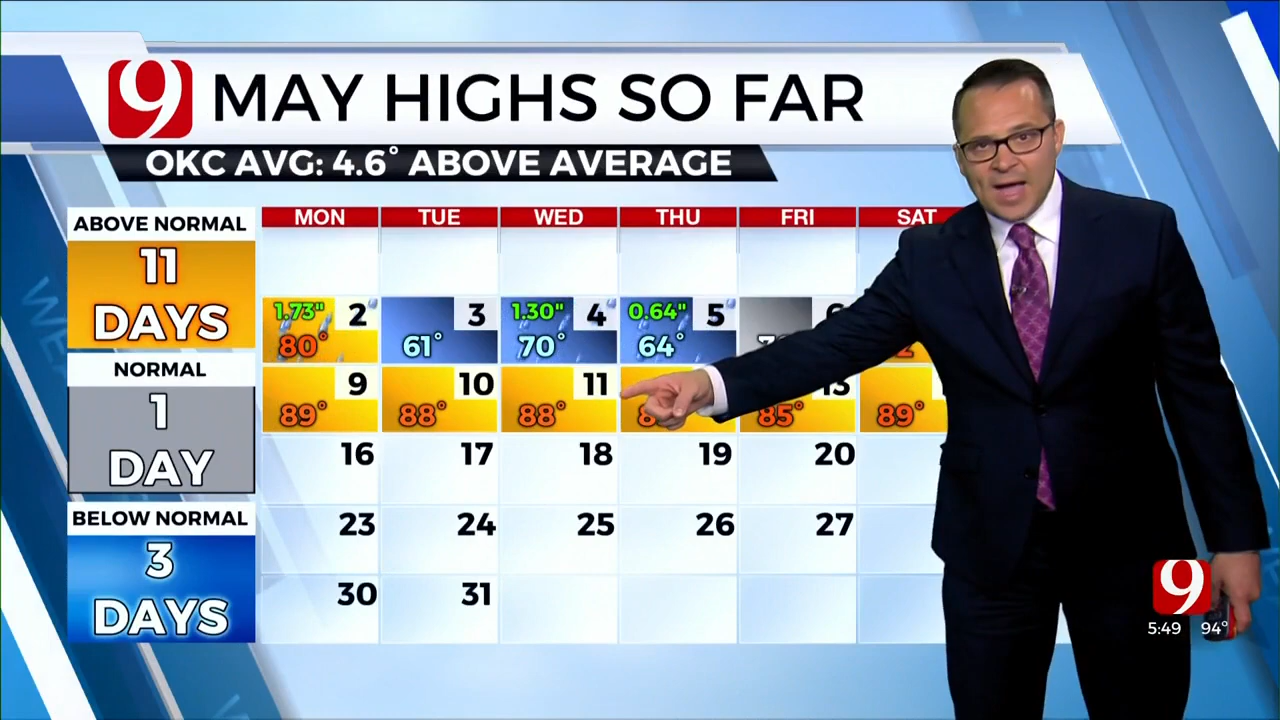 9 MAY HIGHS SO FAR
OKC AVG: 4.6° ABOVE AVERAGE
ABOVE NORMAL
11
DAYS
NORMAL
1
DAY
BELOW NORMAL
3
DAYS
MON TUE WED THU FRI SAT
1.73" 2 3 1.30" 4 0.64" 5
80° 61° 70° 64°
9 10 11 13
89° 88° 88° 85° 89°
16 17 18 19 20
23 24 25 26 27
30 31
9
5:49 94°